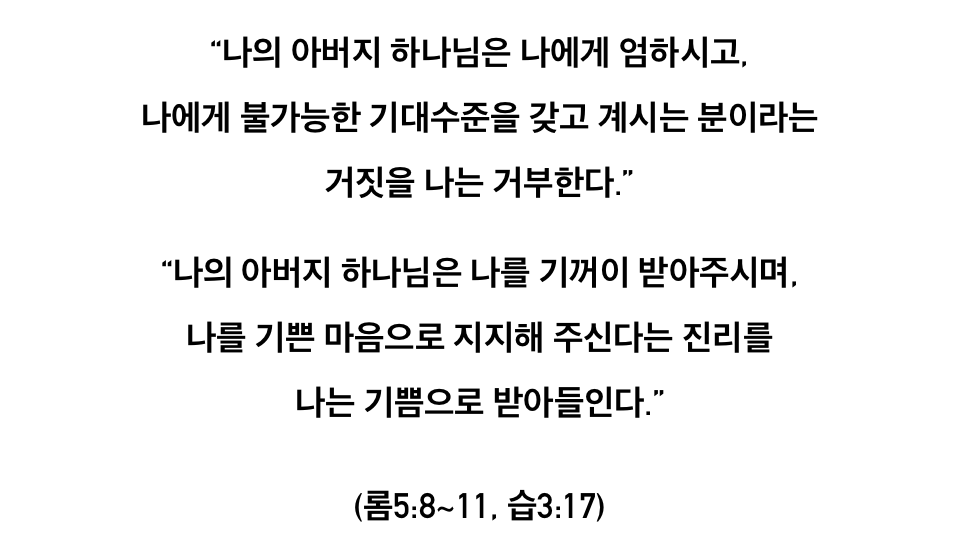 “나의 아버지 하나님은 나에게 엄하시고,
나에게 불가능한 기대수준을 갖고 계시는 분이라는
거짓을 나는 거부한다.”
“나의 아버지 하나님은 나를 기꺼이 받아주시며,
나를 기쁜 마음으로 지지해 주신다는 진리를
나는 기쁨으로 받아들인다.”
(롬5:8~11, 습3:17)